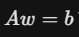 Aw = b